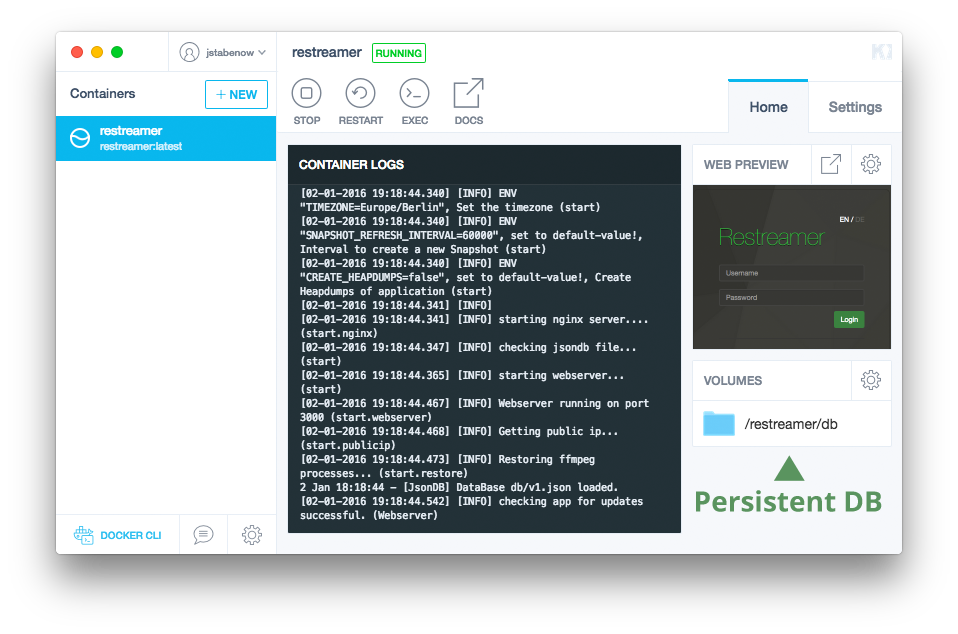 jstabenow
restreamer RUNNING
Containers
+ NEW
restreamer
restreamer:latest
STOP
RESTART
EXEC
DOCS
Home
Settings
CONTAINER LOGS
[02-01-2016 19:18:44.340] [INFO] ENV
"TIMEZONE=Europe/Berlin", Set the timezone (start)
[02-01-2016 19:18:44.340] [INFO] ENV
"SNAPSHOT_REFRESH_INTERVAL=60000", set to default-value!,
Interval to create a new Snapshot (start)
[02-01-2016 19:18:44.340] [INFO] ENV
"CREATE_HEAPDUMPS=false", set to default-value!, Create
Heapdumps of application (start)
[02-01-2016 19:18:44.341] [INFO]
[02-01-2016 19:18:44.341] [INFO] starting nginx server....
(start.nginx)
[02-01-2016 19:18:44.347] [INFO] checking jsondb file...
(start)
[02-01-2016 19:18:44.365] [INFO] starting webserver...
(start)
[02-01-2016 19:18:44.467] [INFO] Webserver running on port
3000 (start.webserver)
[02-01-2016 19:18:44.468] [INFO] Getting public ip...
(start.publicip)
[02-01-2016 19:18:44.473] [INFO] Restoring ffmpeg
processes... (start.restore)
2 Jan 18:18:44 - [JsonDB] DataBase db/v1.json loaded.
[02-01-2016 19:18:44.542] [INFO] checking app for updates
successful. (Webserver)
WEB PREVIEW
EN / DE
Restreamer
Username
Password
Login
VOLUMES
/restreamer/db
Persistent DB
DOCKER CLI